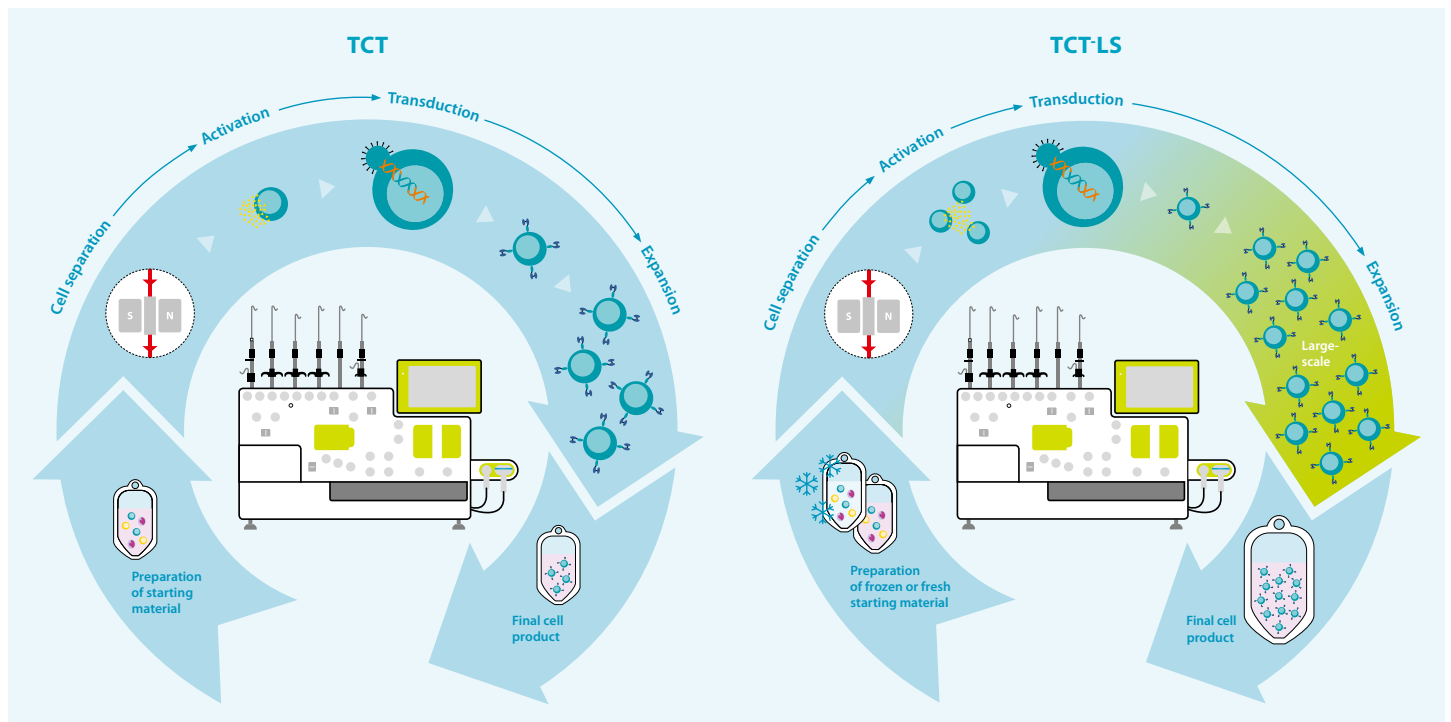 TCT
Cell separation
Activation
Transduction
Expansion
S N
Preparation
of starting
material
Final cell
product
TCT-LS
Cell separation
Activation
Transduction
Expansion
S N
Large-
scale
Preparation
of frozen or fresh
starting material
Final cell
product